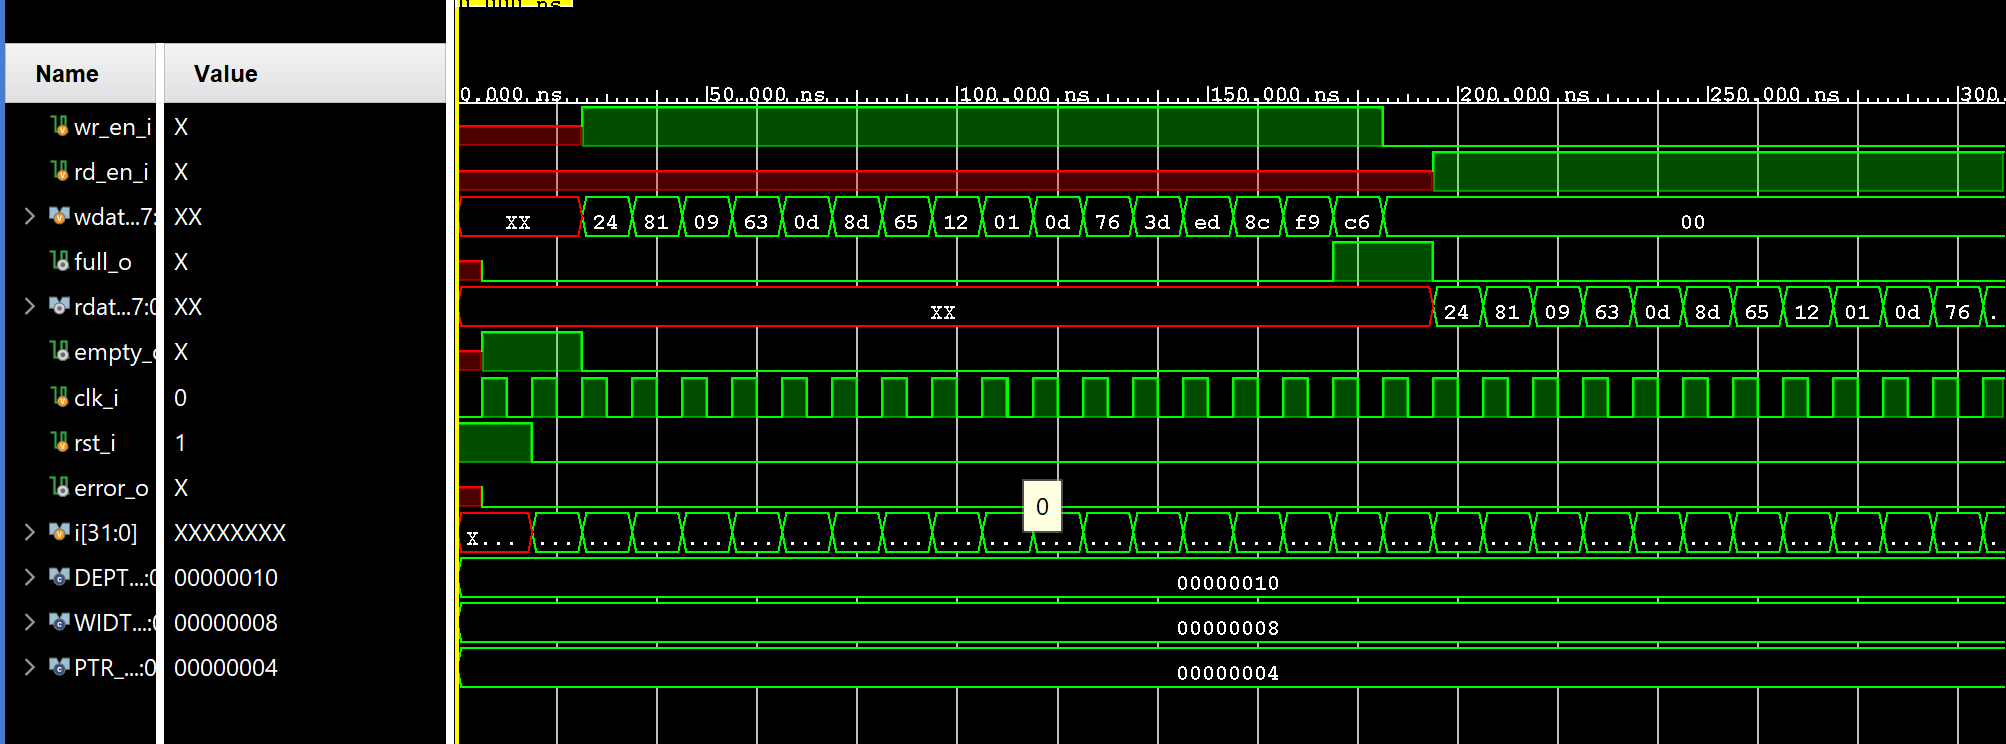 0.000 ns
Name Value
0.000 ns 50.000 ns 100.000 ns 150.000 ns 200.000 ns 250.000 ns 300.
wr_en_i X
rd_en_i X
wdat...7: XX XX 24 81 09 63 0d 8d 65 12 01 0d 76 3d ed 8c f9 c6 00
full_o X
rdat...7:0 XX XX 24 81 09 63 0d 8d 65 12 01 0d 76 .
empty_o X
clk_i 0
rst_i 1
error_o X
0
i[31:0] XXXXXXXX X... ... ... ... ... ... ... ... ... ... ... ... ... ... ... ... ... ... ... ... ... ... ... ... ... ... ... ... ... .
DEPT...:0 00000010 00000010
WIDT...:0 00000008 00000008
PTR_...:0 00000004 00000004